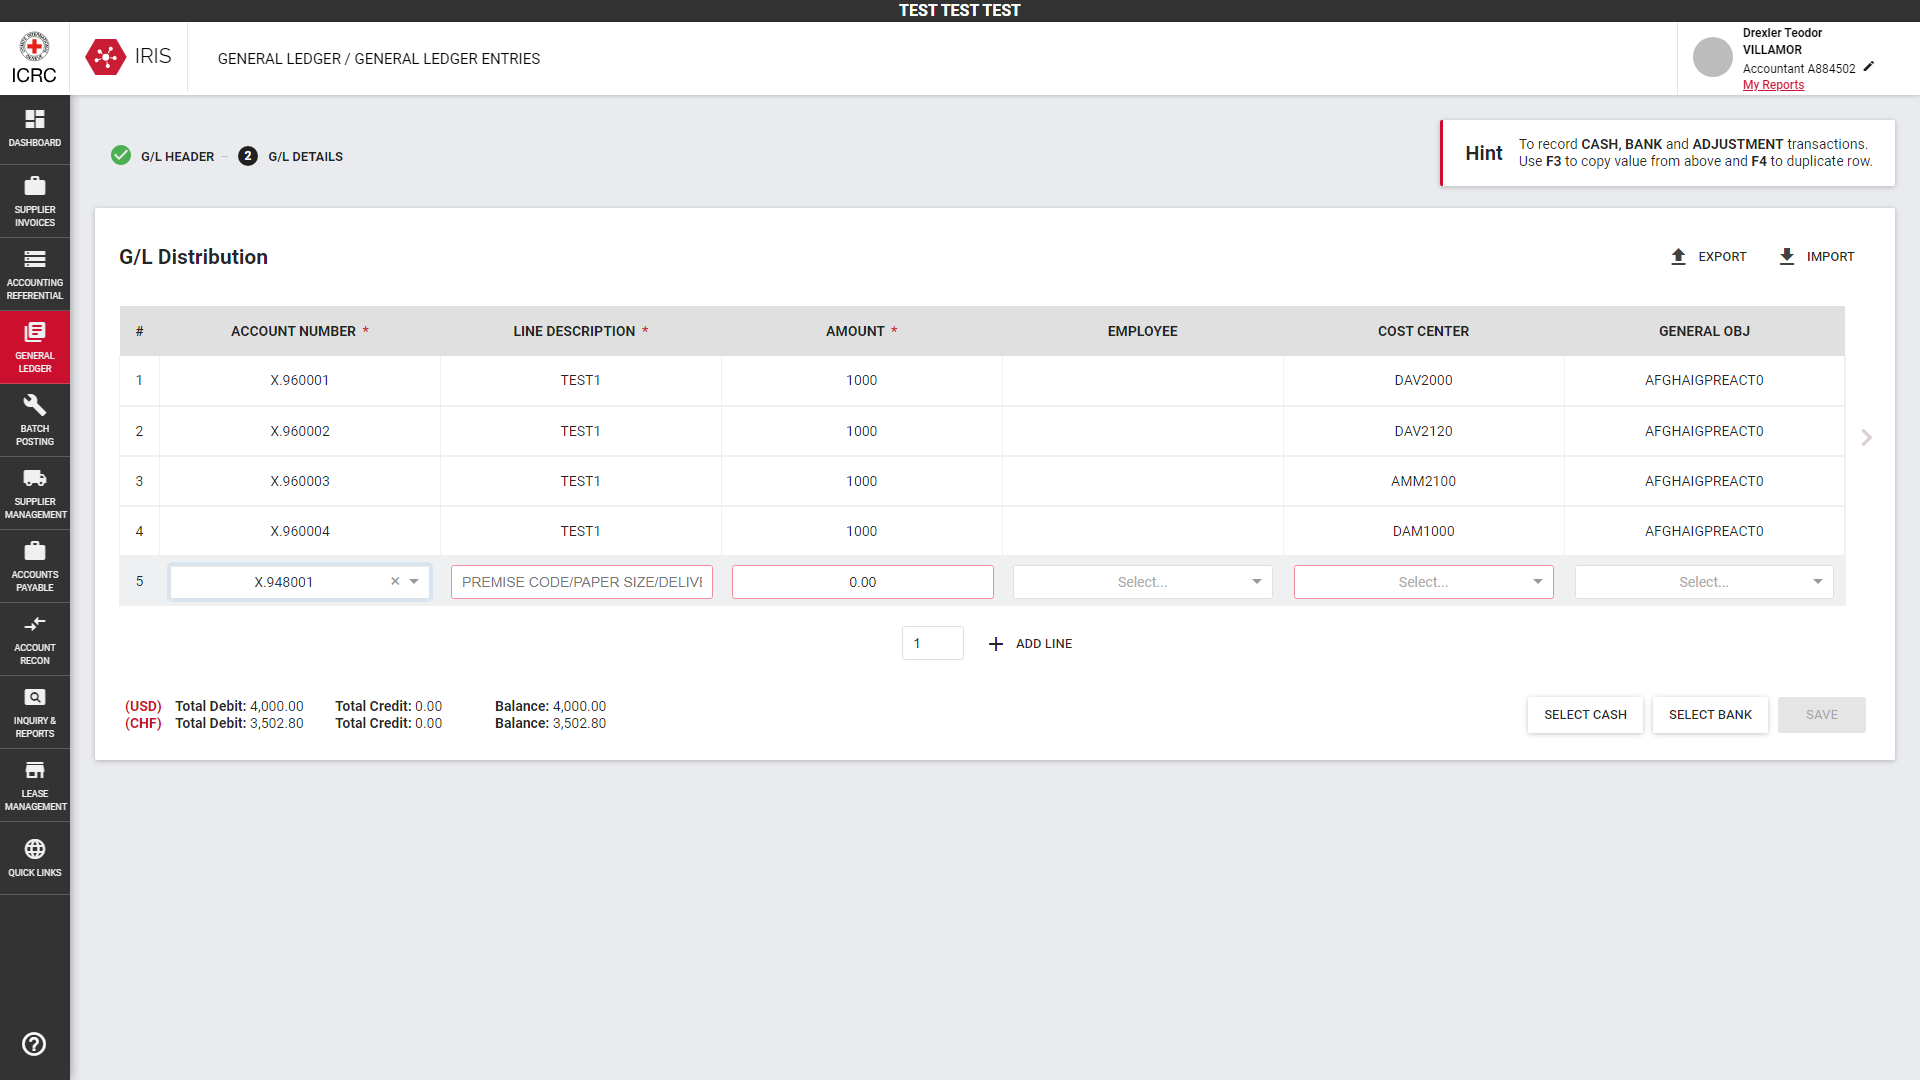 TEST TEST TEST
ICRC
IRIS
GENERAL LEDGER / GENERAL LEDGER ENTRIES
Drexler Teodor
VILLAMOR
Accountant A884502
My Reports
DASHBOARD
SUPPLIER
INVOICES
ACCOUNTING
REFERENTIAL
GENERAL
LEDGER
BATCH
POSTING
SUPPLIER
MANAGEMENT
ACCOUNTS
PAYABLE
ACCOUNT
RECON
INQUIRY &
REPORTS
LEASE
MANAGEMENT
QUICK LINKS
G/L HEADER
2 G/L DETAILS
Hint
To record CASH, BANK and ADJUSTMENT transactions.
Use F3 to copy value from above and F4 to duplicate row.
G/L Distribution
EXPORT
IMPORT
# ACCOUNT NUMBER * LINE DESCRIPTION * AMOUNT * EMPLOYEE COST CENTER GENERAL OBJ
1 X.960001 TEST1 1000 DAV2000 AFGHAIGPREACT0
2 X.960002 TEST1 1000 DAV2120 AFGHAIGPREACT0
3 X.960003 TEST1 1000 AMM2100 AFGHAIGPREACT0
4 X.960004 TEST1 1000 DAM1000 AFGHAIGPREACT0
5 X.948001 × PREMISE CODE/PAPER SIZE/DELIVE 0.00 Select... Select... Select...
1 + ADD LINE
(USD) Total Debit: 4,000.00 Total Credit: 0.00 Balance: 4,000.00
(CHF) Total Debit: 3,502.80 Total Credit: 0.00 Balance: 3,502.80
SELECT CASH
SELECT BANK
SAVE